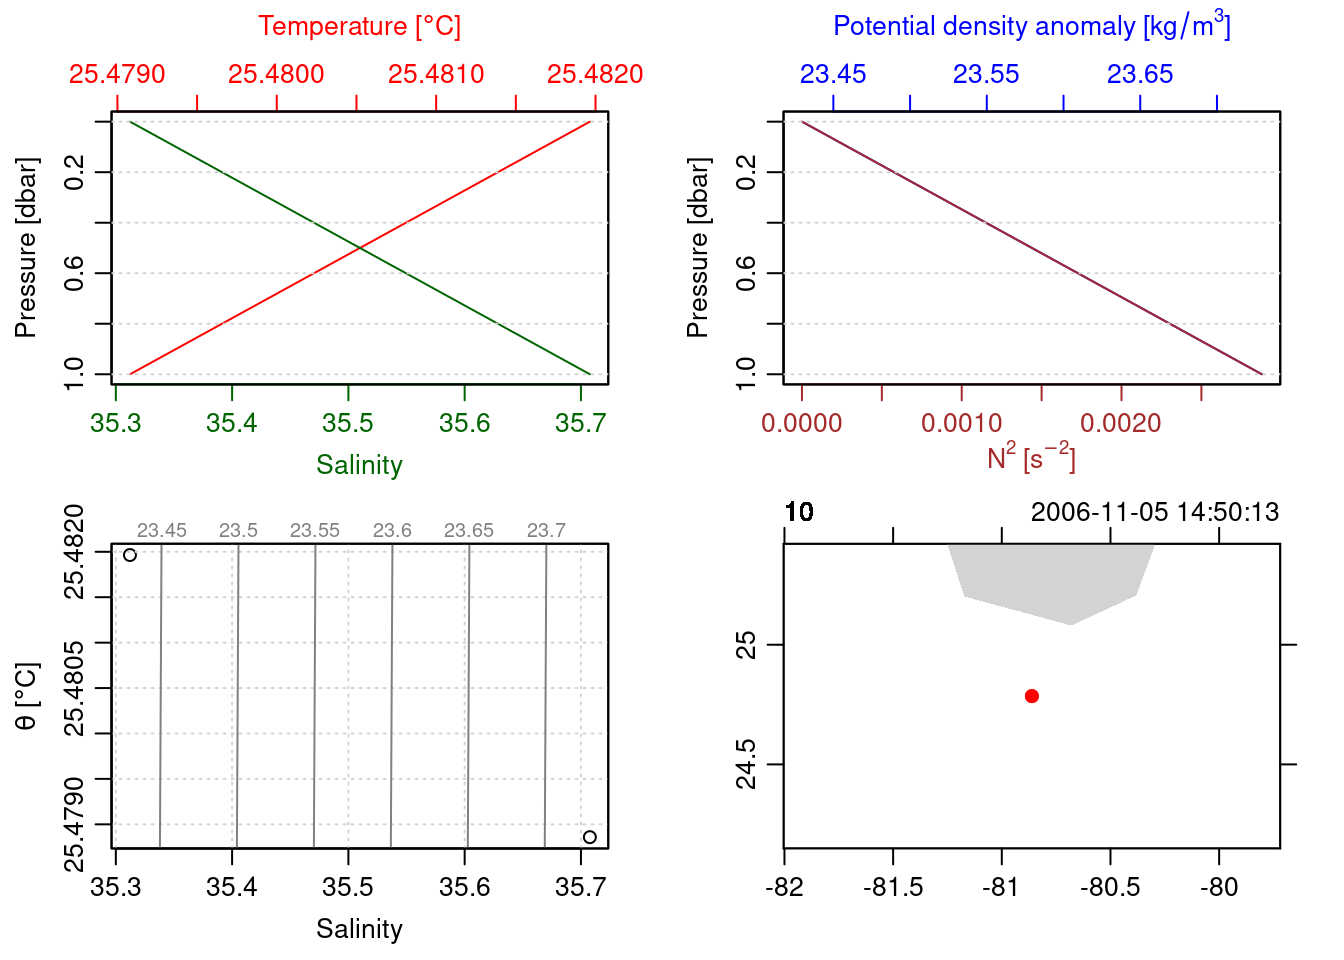 Temperature [°C]
25.4790 25.4800 25.4810 25.4820
Pressure [dbar]
0.2
0.6
1.0
35.3 35.4 35.5 35.6 35.7
Salinity
Potential density anomaly [kg/m³]
23.45 23.55 23.65
Pressure [dbar]
0.2
0.6
1.0
0.0000 0.0010 0.0020
N² [s⁻²]
23.45 23.5 23.55 23.6 23.65 23.7
θ [°C]
25.4820
25.4805
25.4790
35.3 35.4 35.5 35.6 35.7
Salinity
10 2006-11-05 14:50:13
25
24.5
-82 -81.5 -81 -80.5 -80